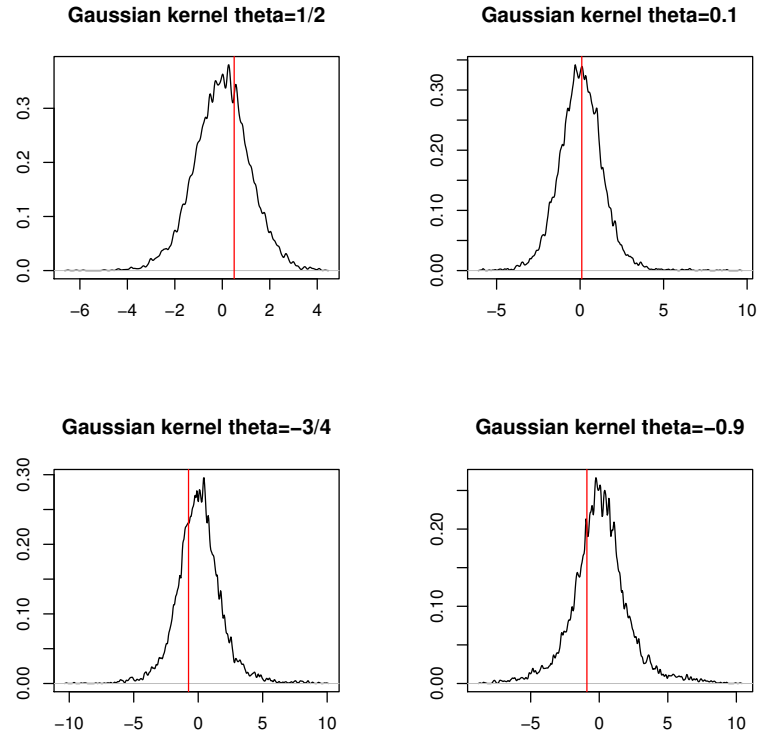 Gaussian kernel theta=1/2
0.0 0.1 0.2 0.3
−6 −4 −2 0 2 4
Gaussian kernel theta=0.1
0.00 0.10 0.20 0.30
−5 0 5 10
Gaussian kernel theta=−3/4
0.00 0.10 0.20 0.30
−10 −5 0 5 10
Gaussian kernel theta=−0.9
0.00 0.10 0.20
−5 0 5 10